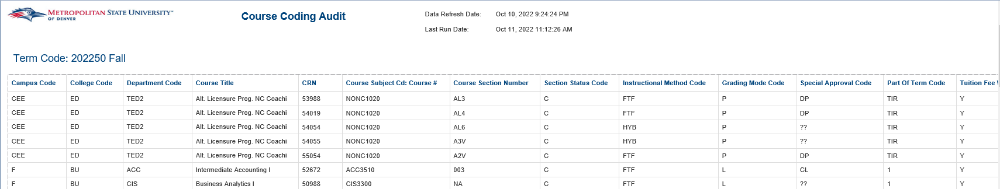 METROPOLITAN STATE UNIVERSITY™
OF DENVER
Course Coding Audit
Data Refresh Date: Oct 10, 2022 9:24:24 PM
Last Run Date: Oct 11, 2022 11:12:26 AM
Term Code: 202250 Fall
Campus Code College Code Department Code Course Title CRN Course Subject Cd: Course # Course Section Number Section Status Code Instructional Method Code Grading Mode Code Special Approval Code Part Of Term Code Tuition Fee
CEE ED TED2 Alt. Licensure Prog. NC Coachi 53988 NONC1020 AL3 C FTF P DP TIR Y
CEE ED TED2 Alt. Licensure Prog. NC Coachi 54019 NONC1020 AL4 C FTF P DP TIR Y
CEE ED TED2 Alt. Licensure Prog. NC Coachi 54054 NONC1020 AL6 C HYB P ?? TIR Y
CEE ED TED2 Alt. Licensure Prog. NC Coachi 54055 NONC1020 A3V C HYB P ?? TIR Y
CEE ED TED2 Alt. Licensure Prog. NC Coachi 55054 NONC1020 A2V C FTF P DP TIR Y
F BU ACC Intermediate Accounting I 52672 ACC3510 003 C FTF L CL 1 Y
F BU CIS Business Analytics I 50988 CIS3300 NA C FTF L ?? 1 Y